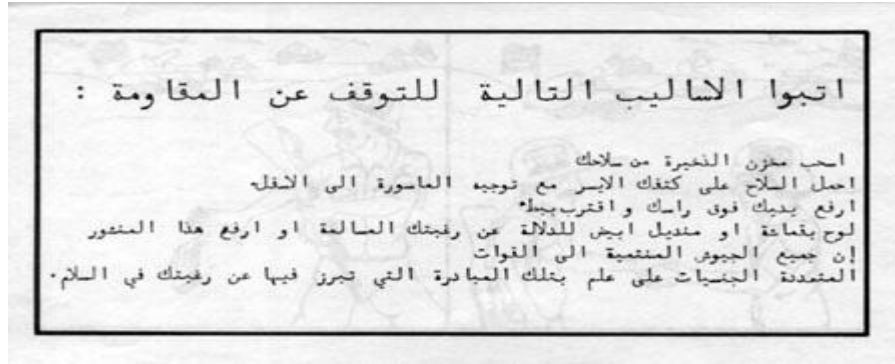 اتبوا الاساليب التالية للتوقف عن المقاومة :
اسحب مخزن الذخيرة من سلاحك
احمل السلاح على كتفك الايسر مع توجيه الماسورة الى الاسفل.
ارفع يديك فوق راسك و اقترب ببطء
لوح بقماشة او منديل ابيض للدلالة عن رغبتك السالمة او ارفع هذا المنشور
إن جميع الجيوش المنتمية الى القوات
المتعددة الجنسيات على علم بتلك المبادرة التي تبرز فيها عن رغبتك في السلام.